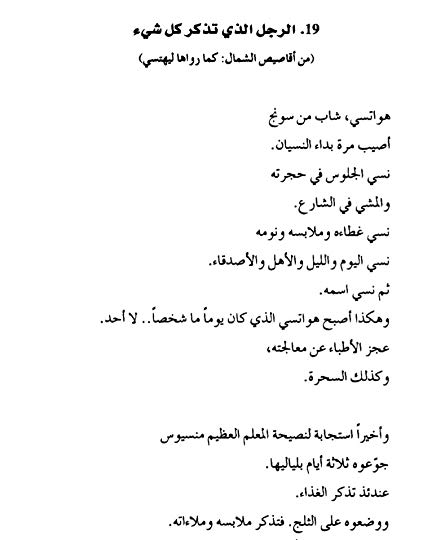 19. الرجل الذي تذكر كل شيء
(من أقاصيص الشمال: كما رواها ليهتسي)
هواتسي، شاب من سونج
أصيب مرة بداء النسيان.
نسي الجلوس في حجرته
والمشي في الشارع.
نسي غطاءه وملابسه ونومه
نسي اليوم والليل والأهل والأصدقاء.
ثم نسي اسمه.
وهكذا أصبح هواتسي الذي كان يوماً ما شخصاً.. لا أحد.
عجز الأطباء عن معالجته،
وكذلك السحرة.
وأخيراً استجابة لنصيحة المعلم العظيم منسيوس
جوّعوه ثلاثة أيام بلياليها.
عندئذ تذكر الغذاء.
ووضعوه على الثلج. فتذكر ملابسه وملاءاته.